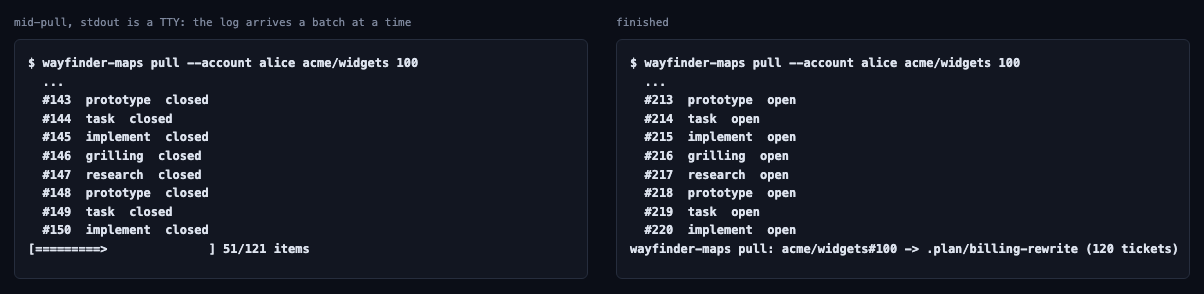 mid-pull, stdout is a TTY: the log arrives a batch at a time
$ wayfinder-maps pull --account alice acme/widgets 100
...
#143  prototype  closed
#144  task  closed
#145  implement  closed
#146  grilling  closed
#147  research  closed
#148  prototype  closed
#149  task  closed
#150  implement  closed
[=========>              ] 51/121 items
finished
$ wayfinder-maps pull --account alice acme/widgets 100
...
#213  prototype  open
#214  task  open
#215  implement  open
#216  grilling  open
#217  research  open
#218  prototype  open
#219  task  open
#220  implement  open
wayfinder-maps pull: acme/widgets#100 -> .plan/billing-rewrite (120 tickets)